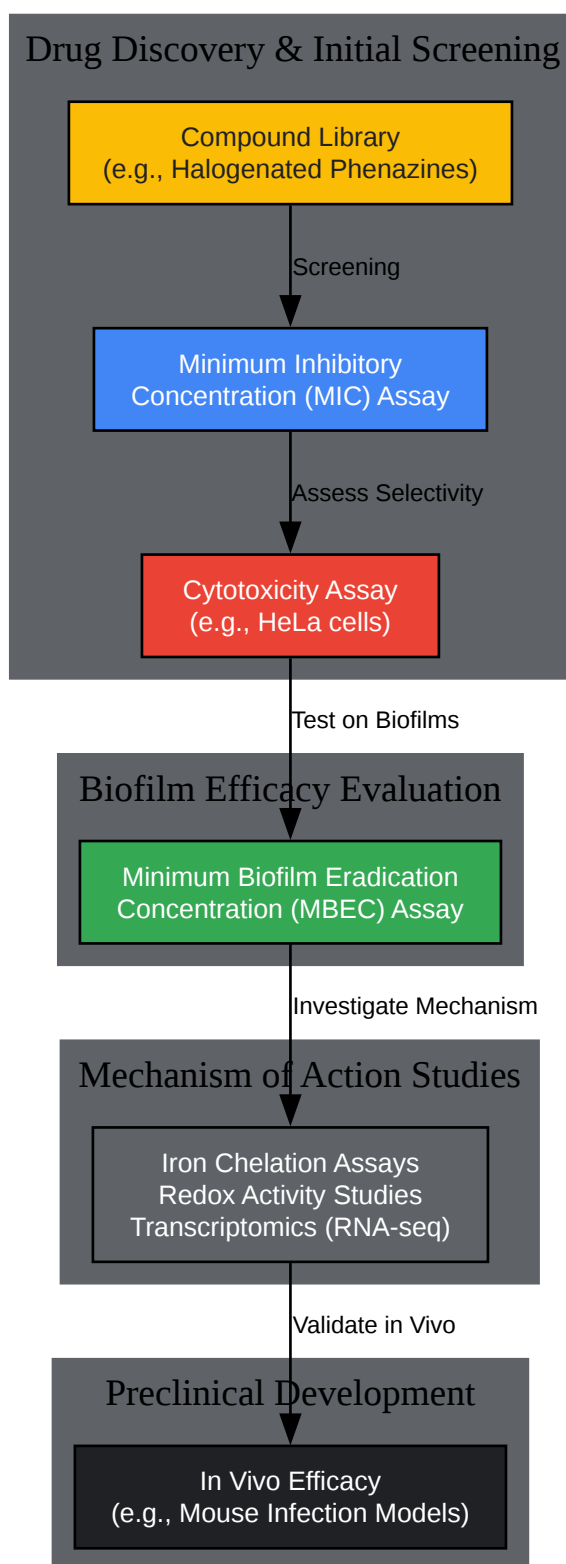 Drug Discovery & Initial Screening
Compound Library
(e.g., Halogenated Phenazines)
Screening
Minimum Inhibitory
Concentration (MIC) Assay
Assess Selectivity
Cytotoxicity Assay
(e.g., HeLa cells)
Test on Biofilms
Biofilm Efficacy Evaluation
Minimum Biofilm Eradication
Concentration (MBEC) Assay
Investigate Mechanism
Mechanism of Action Studies
Iron Chelation Assays
Redox Activity Studies
Transcriptomics (RNA-seq)
Validate in Vivo
Preclinical Development
In Vivo Efficacy
(e.g., Mouse Infection Models)